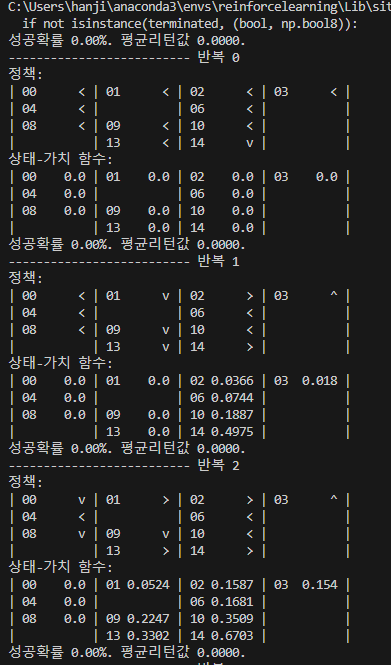 C:\Users\hanji\anaconda3\envs\reinforcelearning\Lib\sit
  if not isinstance(terminated, (bool, np.bool8)):
성공확률 0.00%. 평균리턴값 0.0000.
-------------------------- 반복 0
정책:
| 00      < | 01      < | 02      < | 03      < |
| 04      < |           | 06      < |           |
| 08      < | 09      < | 10      < |           |
|           | 13      < | 14      v |           |
상태-가치 함수:
| 00    0.0 | 01    0.0 | 02    0.0 | 03    0.0 |
| 04    0.0 |           | 06    0.0 |           |
| 08    0.0 | 09    0.0 | 10    0.0 |           |
|           | 13    0.0 | 14    0.0 |           |
성공확률 0.00%. 평균리턴값 0.0000.
-------------------------- 반복 1
정책:
| 00      < | 01      v | 02      > | 03      ^ |
| 04      < |           | 06      < |           |
| 08      < | 09      v | 10      < |           |
|           | 13      v | 14      > |           |
상태-가치 함수:
| 00    0.0 | 01    0.0 | 02 0.0366 | 03  0.018 |
| 04    0.0 |           | 06 0.0744 |           |
| 08    0.0 | 09    0.0 | 10 0.1887 |           |
|           | 13    0.0 | 14 0.4975 |           |
성공확률 0.00%. 평균리턴값 0.0000.
-------------------------- 반복 2
정책:
| 00      v | 01      > | 02      > | 03      ^ |
| 04      < |           | 06      < |           |
| 08      v | 09      v | 10      < |           |
|           | 13      > | 14      > |           |
상태-가치 함수:
| 00    0.0 | 01 0.0524 | 02 0.1587 | 03  0.154 |
| 04    0.0 |           | 06 0.1681 |           |
| 08    0.0 | 09 0.2247 | 10 0.3509 |           |
|           | 13 0.3302 | 14 0.6703 |           |
성공확률 0.00%. 평균리턴값 0.0000.